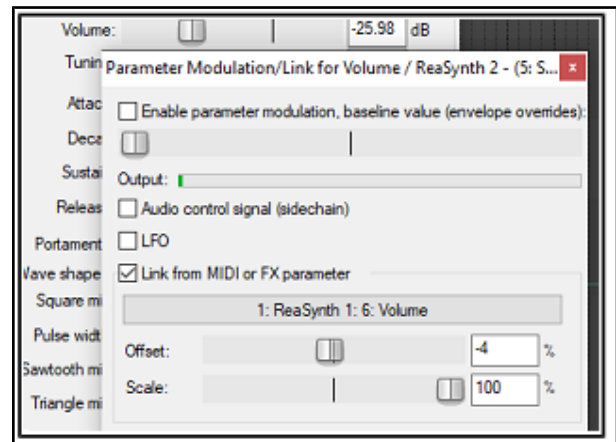 Volume: -25.98 dB
Tunin
Parameter Modulation/Link for Volume / ReaSynth 2 - (5: S... x
Attac
Enable parameter modulation, baseline value (envelope overrides):
Deca
Sustai
Output:
Releas
Audio control signal (sidechain)
Portament
LFO
Wave shape
Link from MIDI or FX parameter
Square mi
1: ReaSynth 1: 6: Volume
Pulse widt
Offset: -4 %
Sawtooth mi
Scale: 100 %
Triangle mi